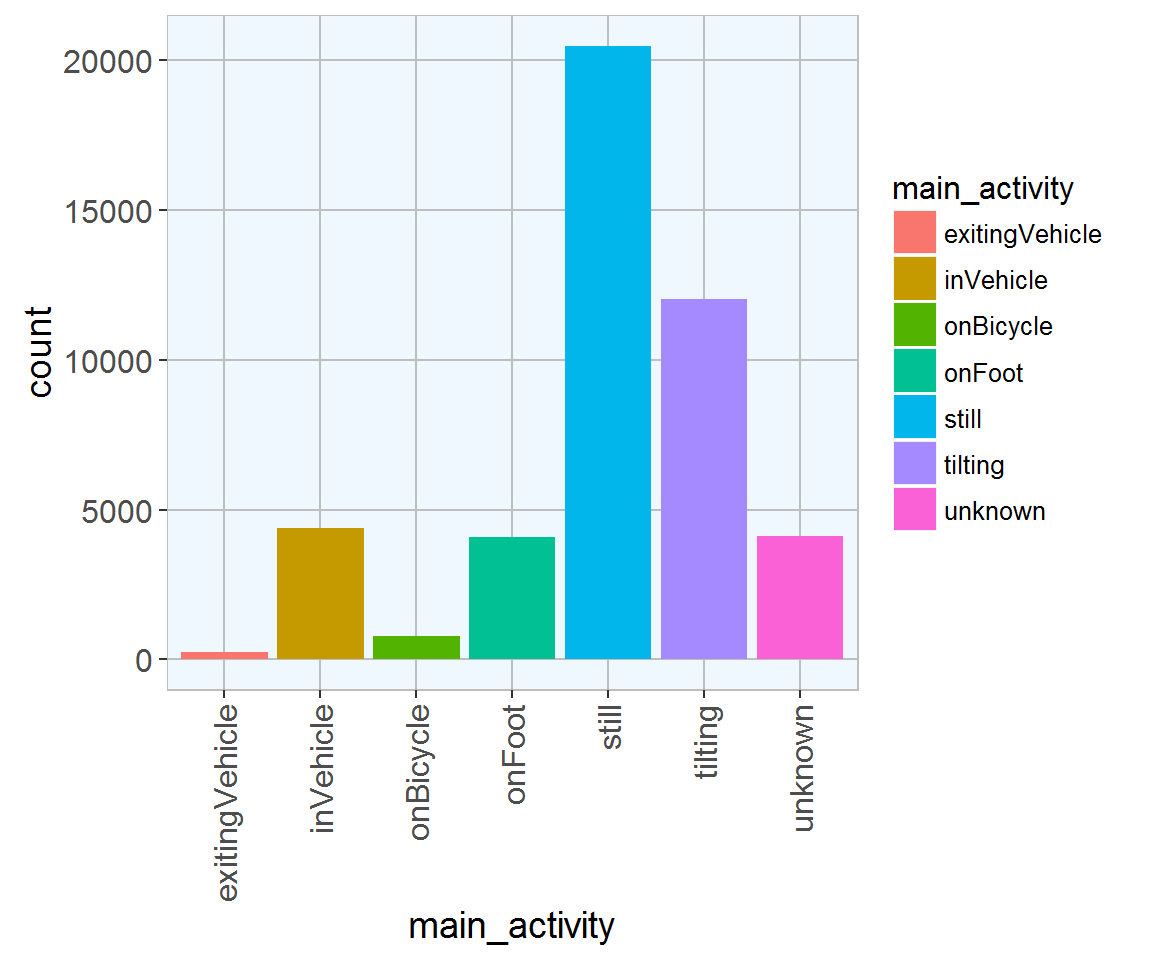 20000
15000
10000
5000
0
count
exitingVehicle
inVehicle
onBicycle
onFoot
still
tilting
unknown
main_activity
main_activity
exitingVehicle
inVehicle
onBicycle
onFoot
still
tilting
unknown